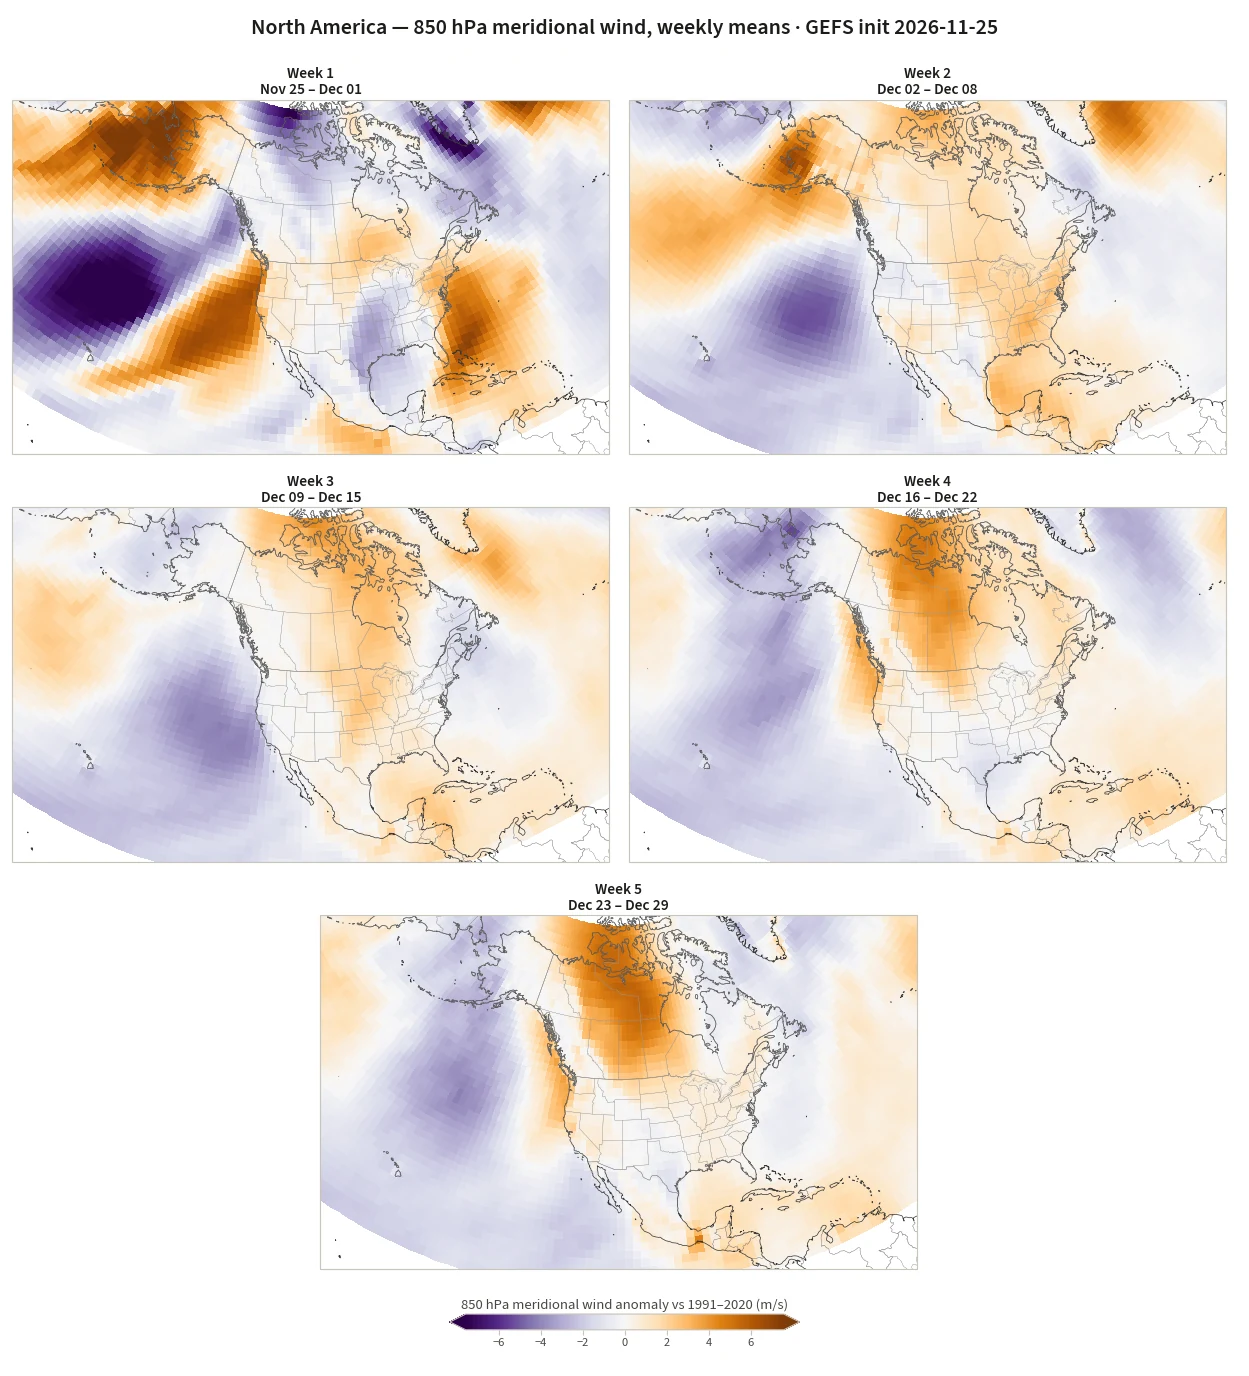 North America — 850 hPa meridional wind, weekly means · GEFS init 2026-11-25
Week 1
Nov 25 – Dec 01
Week 2
Dec 02 – Dec 08
Week 3
Dec 09 – Dec 15
Week 4
Dec 16 – Dec 22
Week 5
Dec 23 – Dec 29
850 hPa meridional wind anomaly vs 1991–2020 (m/s)
−6 −4 −2 0 2 4 6